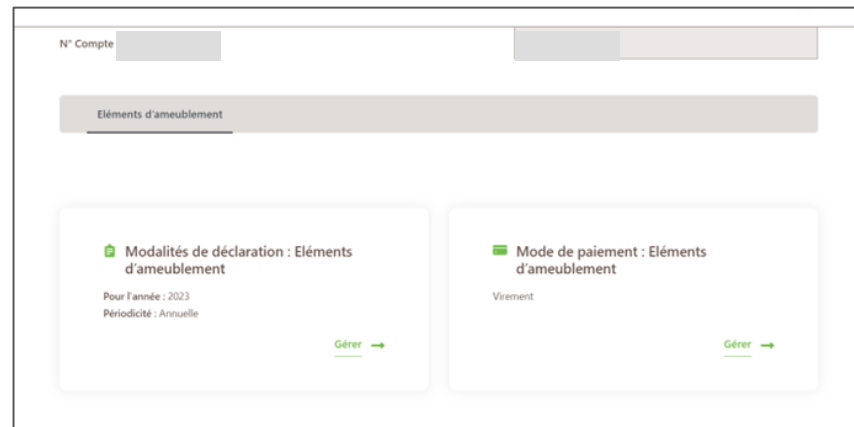 N° Compte
Eléments d'ameublement
Modalités de déclaration : Eléments
d'ameublement
Pour l'année : 2023
Périodicité : Annuelle
Gérer
Mode de paiement : Eléments
d'ameublement
Virement
Gérer